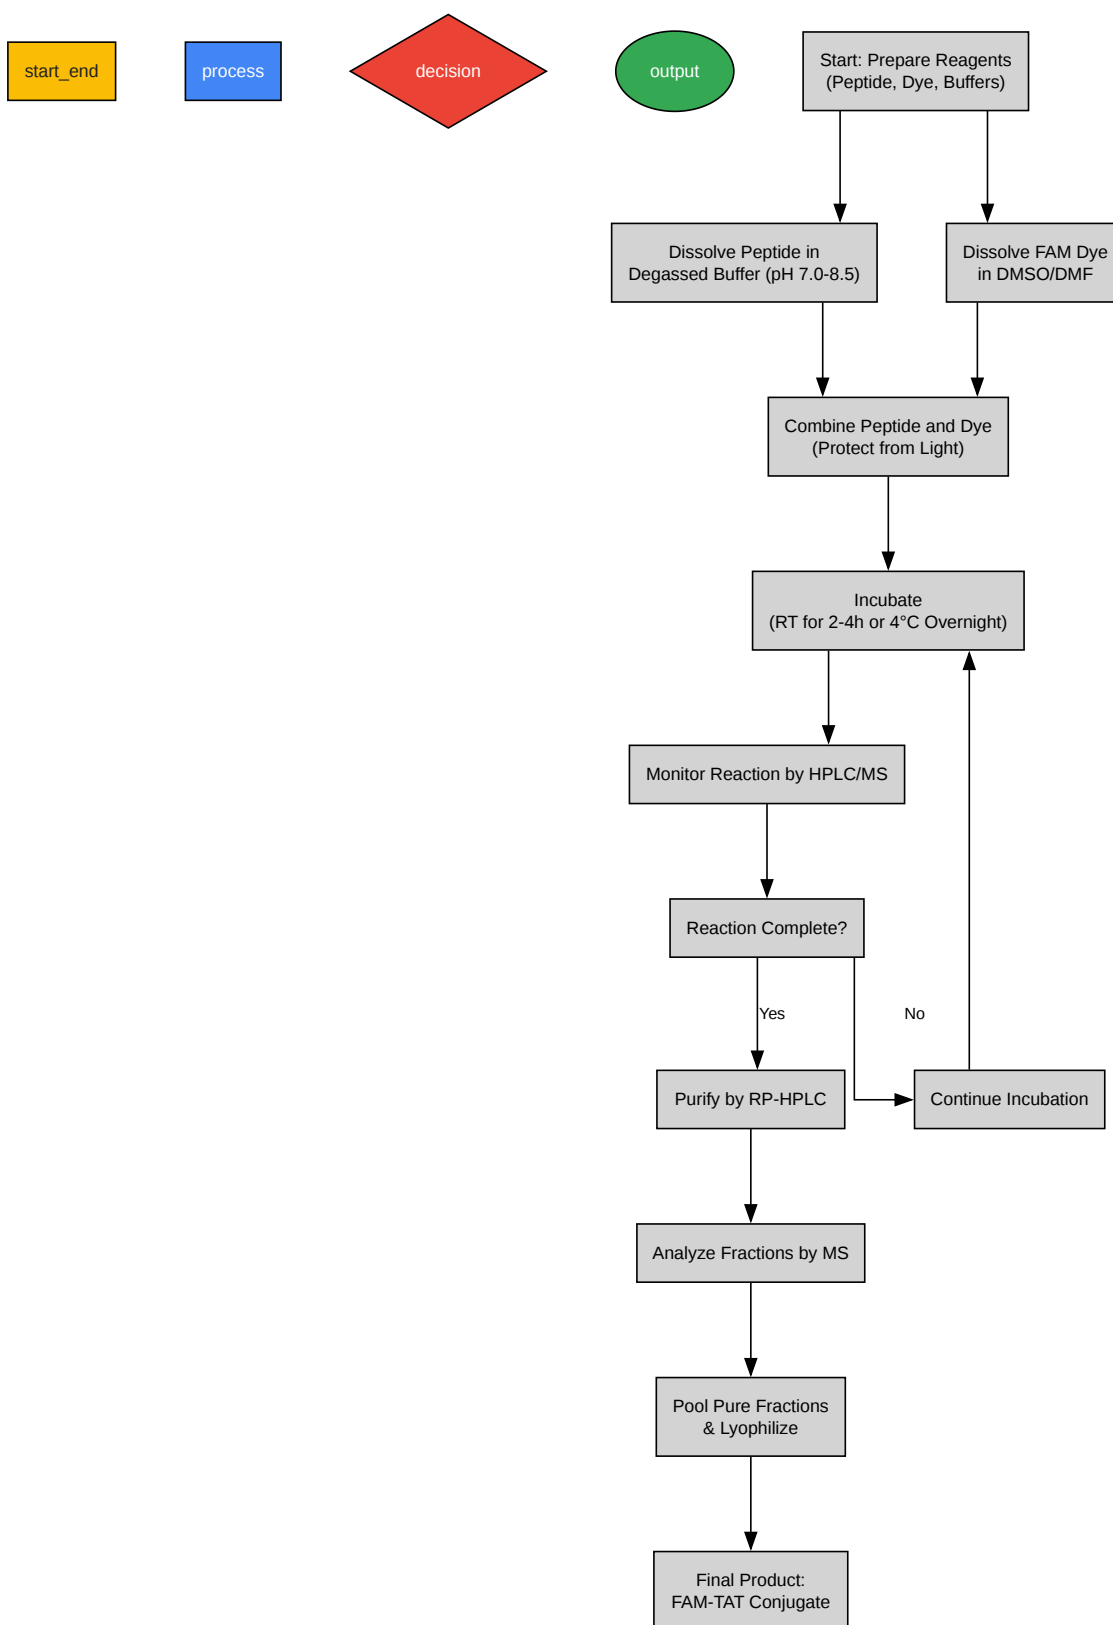 start_end
process
decision
output
Start: Prepare Reagents
(Peptide, Dye, Buffers)
Dissolve Peptide in
Degassed Buffer (pH 7.0-8.5)
Dissolve FAM Dye
in DMSO/DMF
Combine Peptide and Dye
(Protect from Light)
Incubate
(RT for 2-4h or 4°C Overnight)
Monitor Reaction by HPLC/MS
Reaction Complete?
Yes
No
Purify by RP-HPLC
Continue Incubation
Analyze Fractions by MS
Pool Pure Fractions
& Lyophilize
Final Product:
FAM-TAT Conjugate